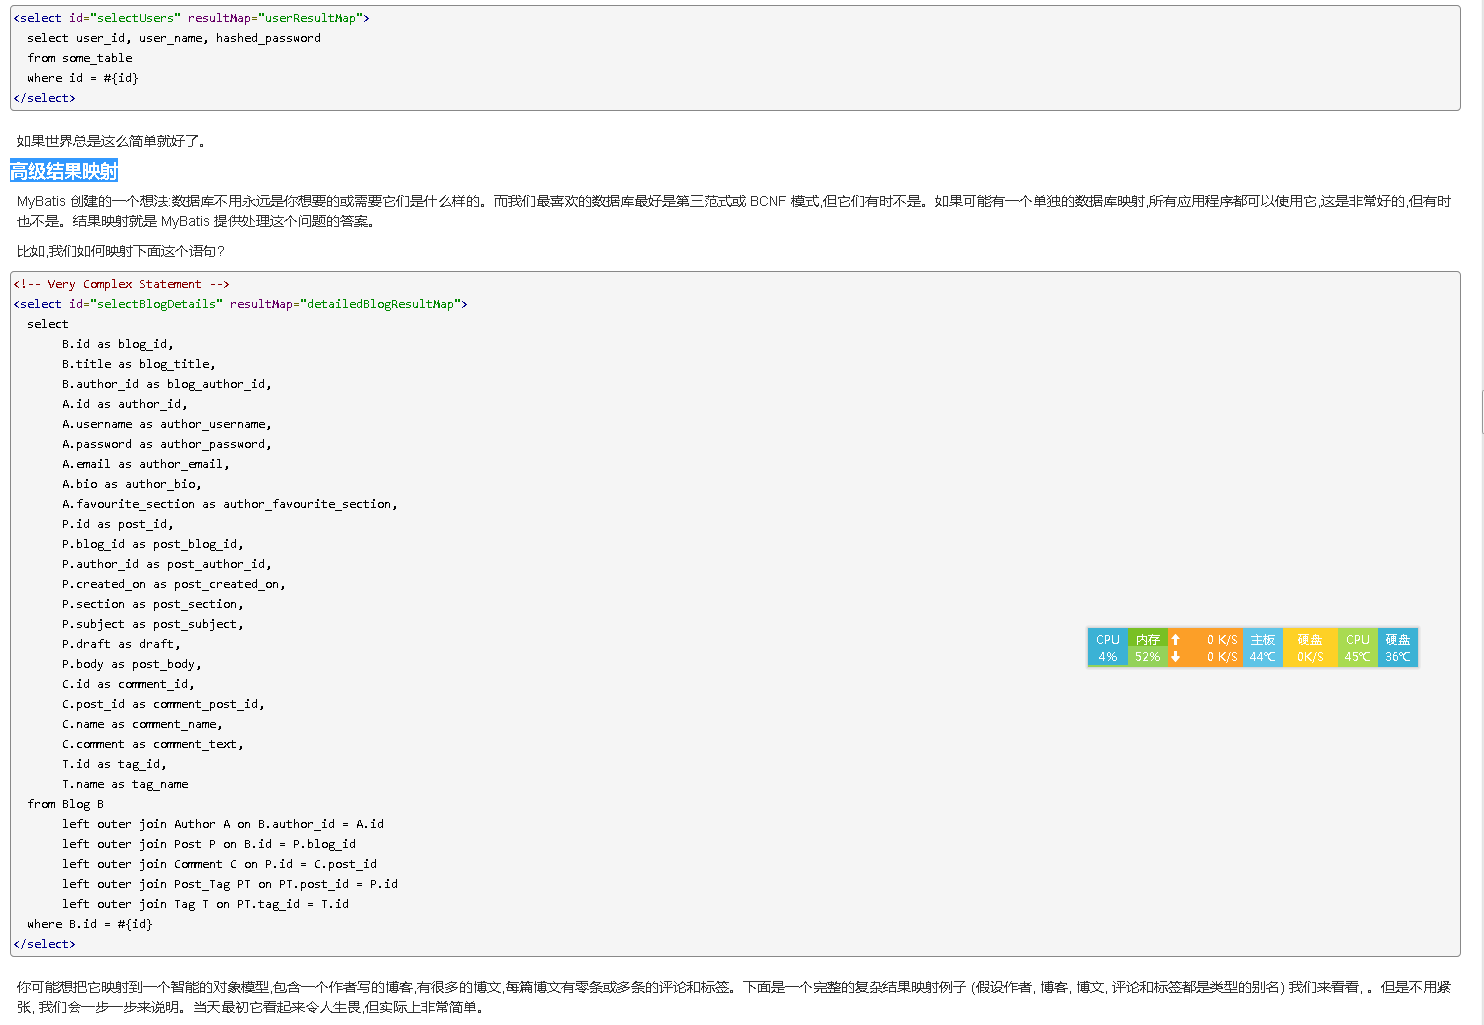 <select id="selectUsers" resultMap="userResultMap">
select user_id, user_name, hashed_password
from some_table
where id = #{id}
</select>
如果世界总是这么简单就好了。
高级结果映射
MyBatis 创建的一个想法:数据库不用永远是你想要的或需要它们是什么样的。而我们最喜欢的数据库最好是第三范式或 BCNF 模式,但它们有时不是。如果可能有一个单独的数据库映射,所有应用程序都可以使用它,这是非常好的,但有时
也不是。结果映射就是 MyBatis 提供处理这个问题的答案。
比如,我们如何映射下面这个语句?
<!-- Very Complex Statement -->
<select id="selectBlogDetails" resultMap="detailedBlogResultMap">
select
B.id as blog_id,
B.title as blog_title,
B.author_id as blog_author_id,
A.id as author_id,
A.username as author_username,
A.password as author_password,
A.email as author_email,
A.bio as author_bio,
A.favourite_section as author_favourite_section,
P.id as post_id,
P.blog_id as post_blog_id,
P.author_id as post_author_id,
P.created_on as post_created_on,
P.section as post_section,
P.subject as post_subject,
P.draft as draft,
P.body as post_body,
C.id as comment_id,
C.post_id as comment_post_id,
C.name as comment_name,
C.comment as comment_text,
T.id as tag_id,
T.name as tag_name
from Blog B
left outer join Author A on B.author_id = A.id
left outer join Post P on B.id = P.blog_id
left outer join Comment C on P.id = C.post_id
left outer join Post_Tag PT on PT.post_id = P.id
left outer join Tag T on PT.tag_id = T.id
where B.id = #{id}
</select>
CPU 内存 ↑ 0 K/S 主板 硬盘 CPU 硬盘
4% 52% ↓ 0 K/S 44℃ 0K/S 45℃ 36℃
你可能想把它映射到一个智能的对象模型,包含一个作者写的博客,有很多的博文,每篇博文有零条或多条的评论和标签。下面是一个完整的复杂结果映射例子 (假设作者, 博客, 博文, 评论和标签都是类型的别名) 我们来看看, 。但是不用紧
张, 我们会一步一步来说明。当天最初它看起来令人生畏,但实际上非常简单。